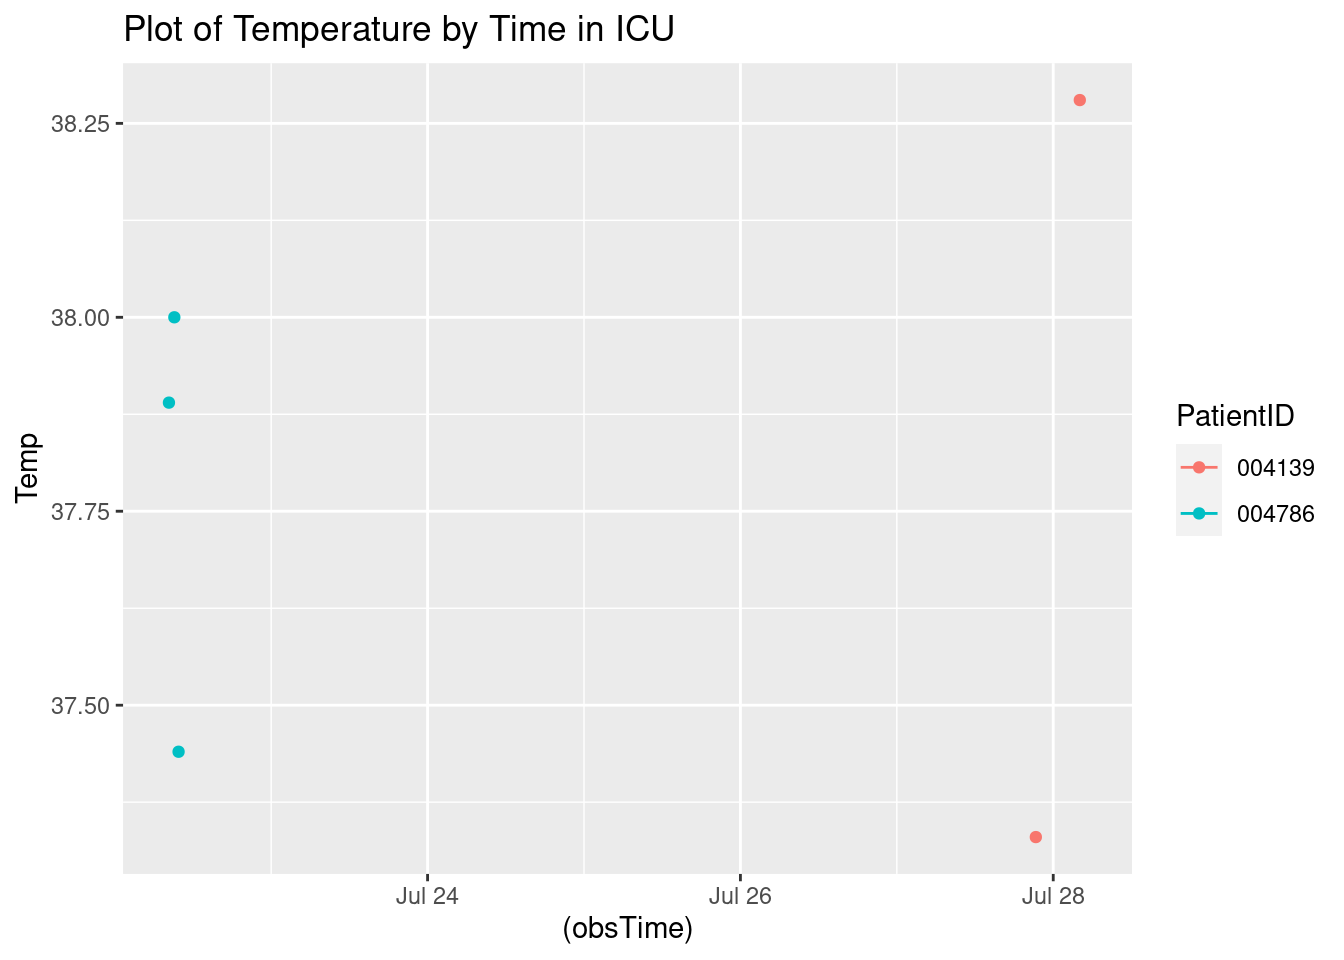 Plot of Temperature by Time in ICU
38.25
38.00
37.75
37.50
Temp
Jul 24
Jul 26
Jul 28
(obsTime)
PatientID
004139
004786